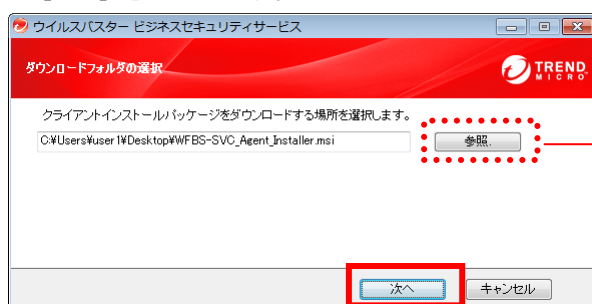 ウイルスバスター ビジネスセキュリティサービス
ダウンロードフォルダの選択
TREND
MICRO
クライアントインストールパッケージをダウンロードする場所を選択します。
C:¥Users¥user1¥Desktop¥WFBS-SVC_Agent_Installer.msi
参照.
次へ
キャンセル